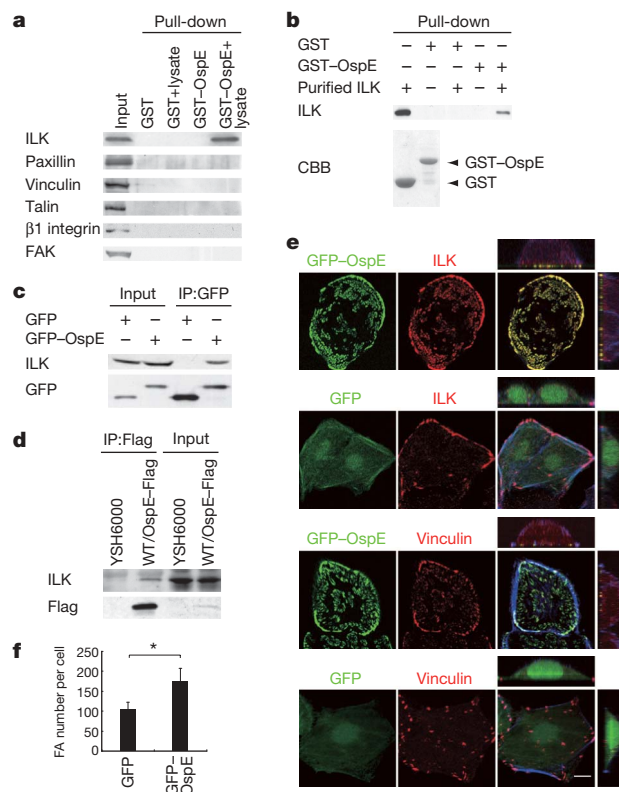 a
Pull-down
Input
GST
GST+lysate
GST–OspE
GST–OspE+
lysate
ILK
Paxillin
Vinculin
Talin
β1 integrin
FAK
b
Pull-down
GST – + + – –
GST–OspE – – – + +
Purified ILK + – + – +
ILK
CBB
GST–OspE
GST
c
Input IP:GFP
GFP + – + –
GFP–OspE – + – +
ILK
GFP
d
IP:Flag Input
YSH6000
WT/OspE–Flag
YSH6000
WT/OspE–Flag
ILK
Flag
e
GFP–OspE ILK
GFP ILK
GFP–OspE Vinculin
GFP Vinculin
f
FA number per cell
250
200
150
100
50
0
*
GFP
GFP–
OspE